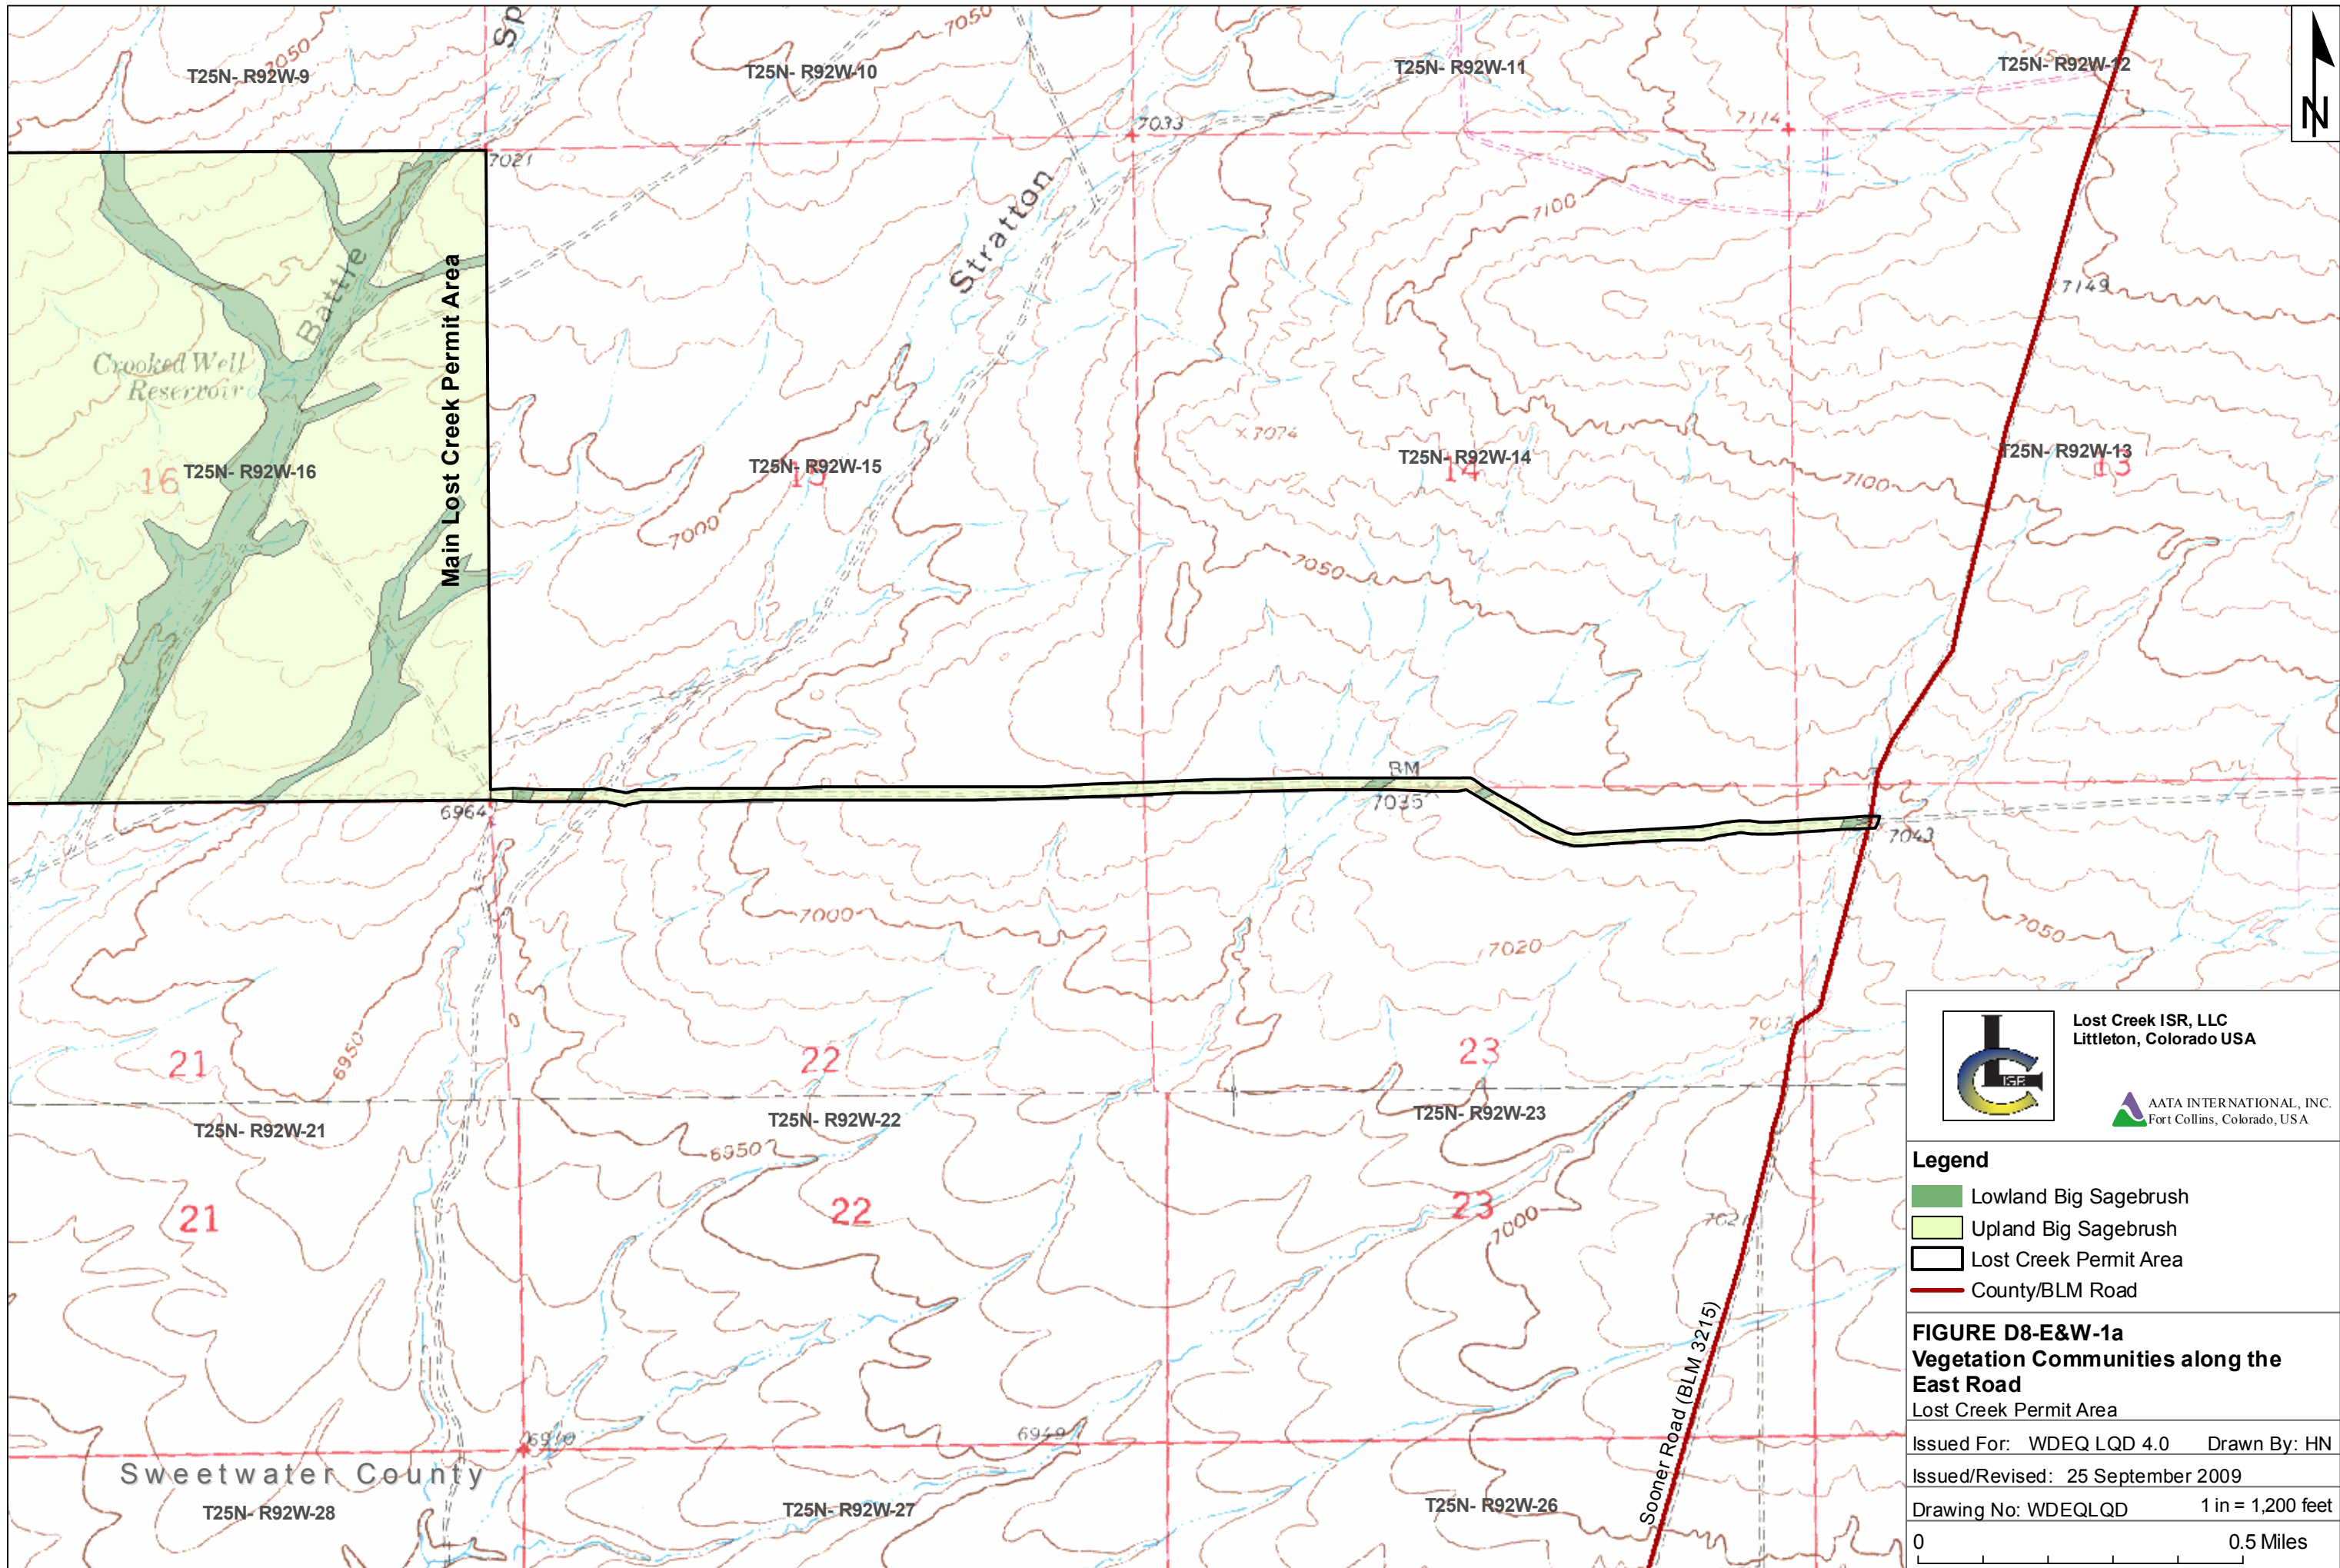 Sp
7050
7050
7150
T25N- R92W-9
T25N- R92W-10
T25N- R92W-11
T25N- R92W-12
N
7033
7114
7021
Stratton
7100
Battle
Main Lost Creek Permit Area
7149
Crooked Well
Reservoir
x 7074
16
T25N- R92W-16
T25N- R92W-15
15
T25N- R92W-14
14
T25N- R92W-13
13
7100
7000
7050
BM
7035
6964
7043
7000
7020
7050
7013
21
6950
22
23
T25N- R92W-21
T25N- R92W-22
T25N- R92W-23
6950
21
22
23
7000
Sooner Road (BLM 3215)
6949
Sweetwater County
T25N- R92W-28
T25N- R92W-27
T25N- R92W-26
LC ISR
Lost Creek ISR, LLC
Littleton, Colorado USA
AATA INTERNATIONAL, INC.
Fort Collins, Colorado, USA
Legend
Lowland Big Sagebrush
Upland Big Sagebrush
Lost Creek Permit Area
County/BLM Road
FIGURE D8-E&W-1a
Vegetation Communities along the
East Road
Lost Creek Permit Area
Issued For: WDEQ LQD 4.0 Drawn By: HN
Issued/Revised: 25 September 2009
Drawing No: WDEQLQD 1 in = 1,200 feet
0 0.5 Miles